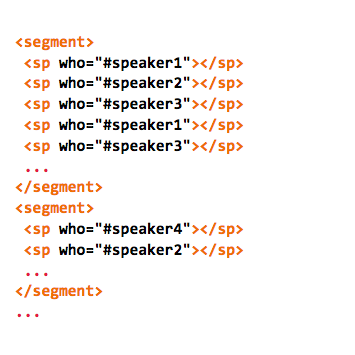 <segment>
<sp who="#speaker1"></sp>
<sp who="#speaker2"></sp>
<sp who="#speaker3"></sp>
<sp who="#speaker1"></sp>
<sp who="#speaker3"></sp>
...
</segment>
<segment>
<sp who="#speaker4"></sp>
<sp who="#speaker2"></sp>
...
</segment>
...